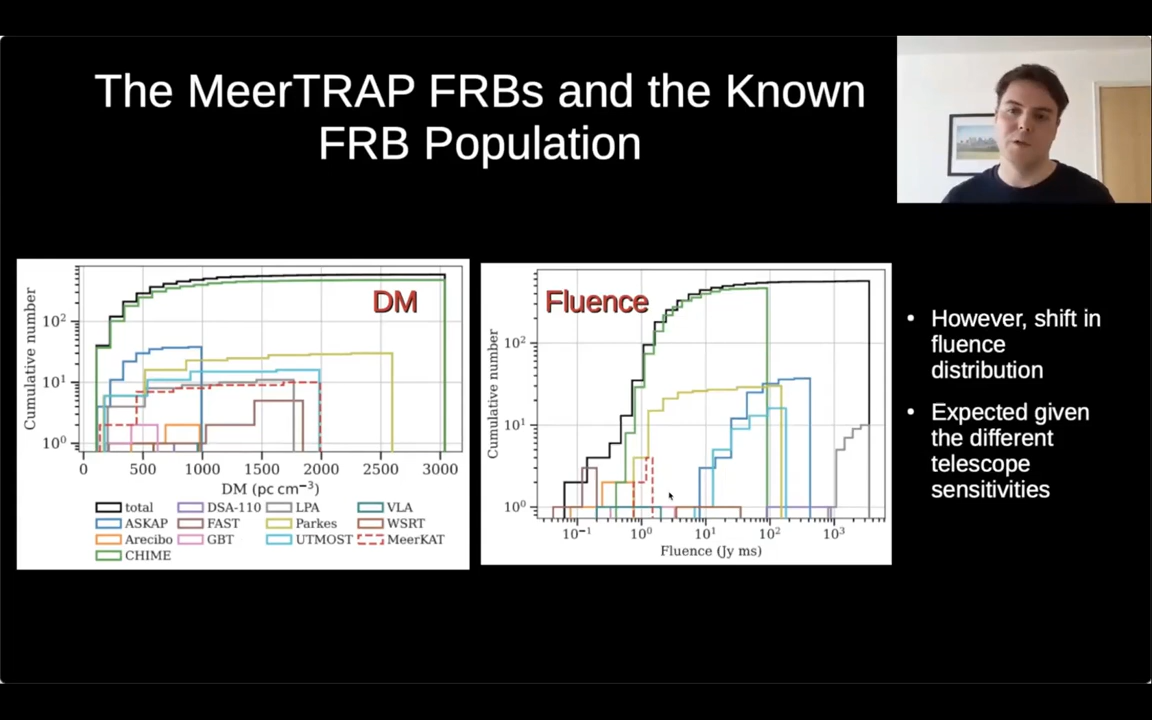 The MeerTRAP FRBs and the Known
FRB Population
DM
Cumulative number
10²
10¹
10⁰
0 500 1000 1500 2000 2500 3000
DM (pc cm⁻³)
total DSA-110 LPA VLA
ASKAP FAST Parkes WSRT
Arecibo GBT UTMOST MeerKAT
CHIME
Fluence
Cumulative number
10²
10¹
10⁰
10⁻¹ 10⁰ 10¹ 10² 10³
Fluence (Jy ms)
• However, shift in
fluence
distribution
• Expected given
the different
telescope
sensitivities